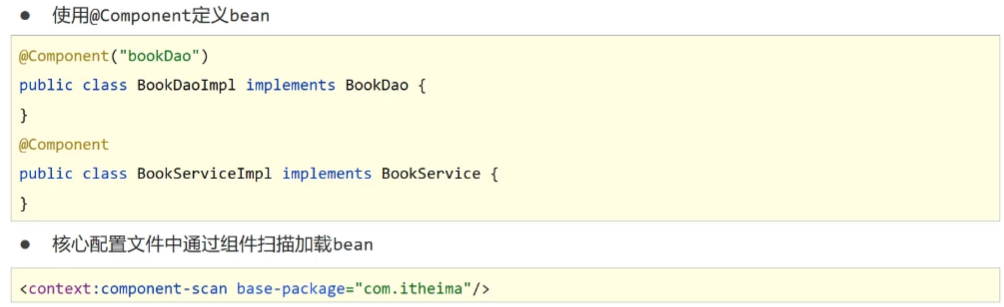 ● 使用@Component定义bean
@Component("bookDao")
public class BookDaoImpl implements BookDao {
}
@Component
public class BookServiceImpl implements BookService {
}
● 核心配置文件中通过组件扫描加载bean
<context:component-scan base-package="com.itheima"/>